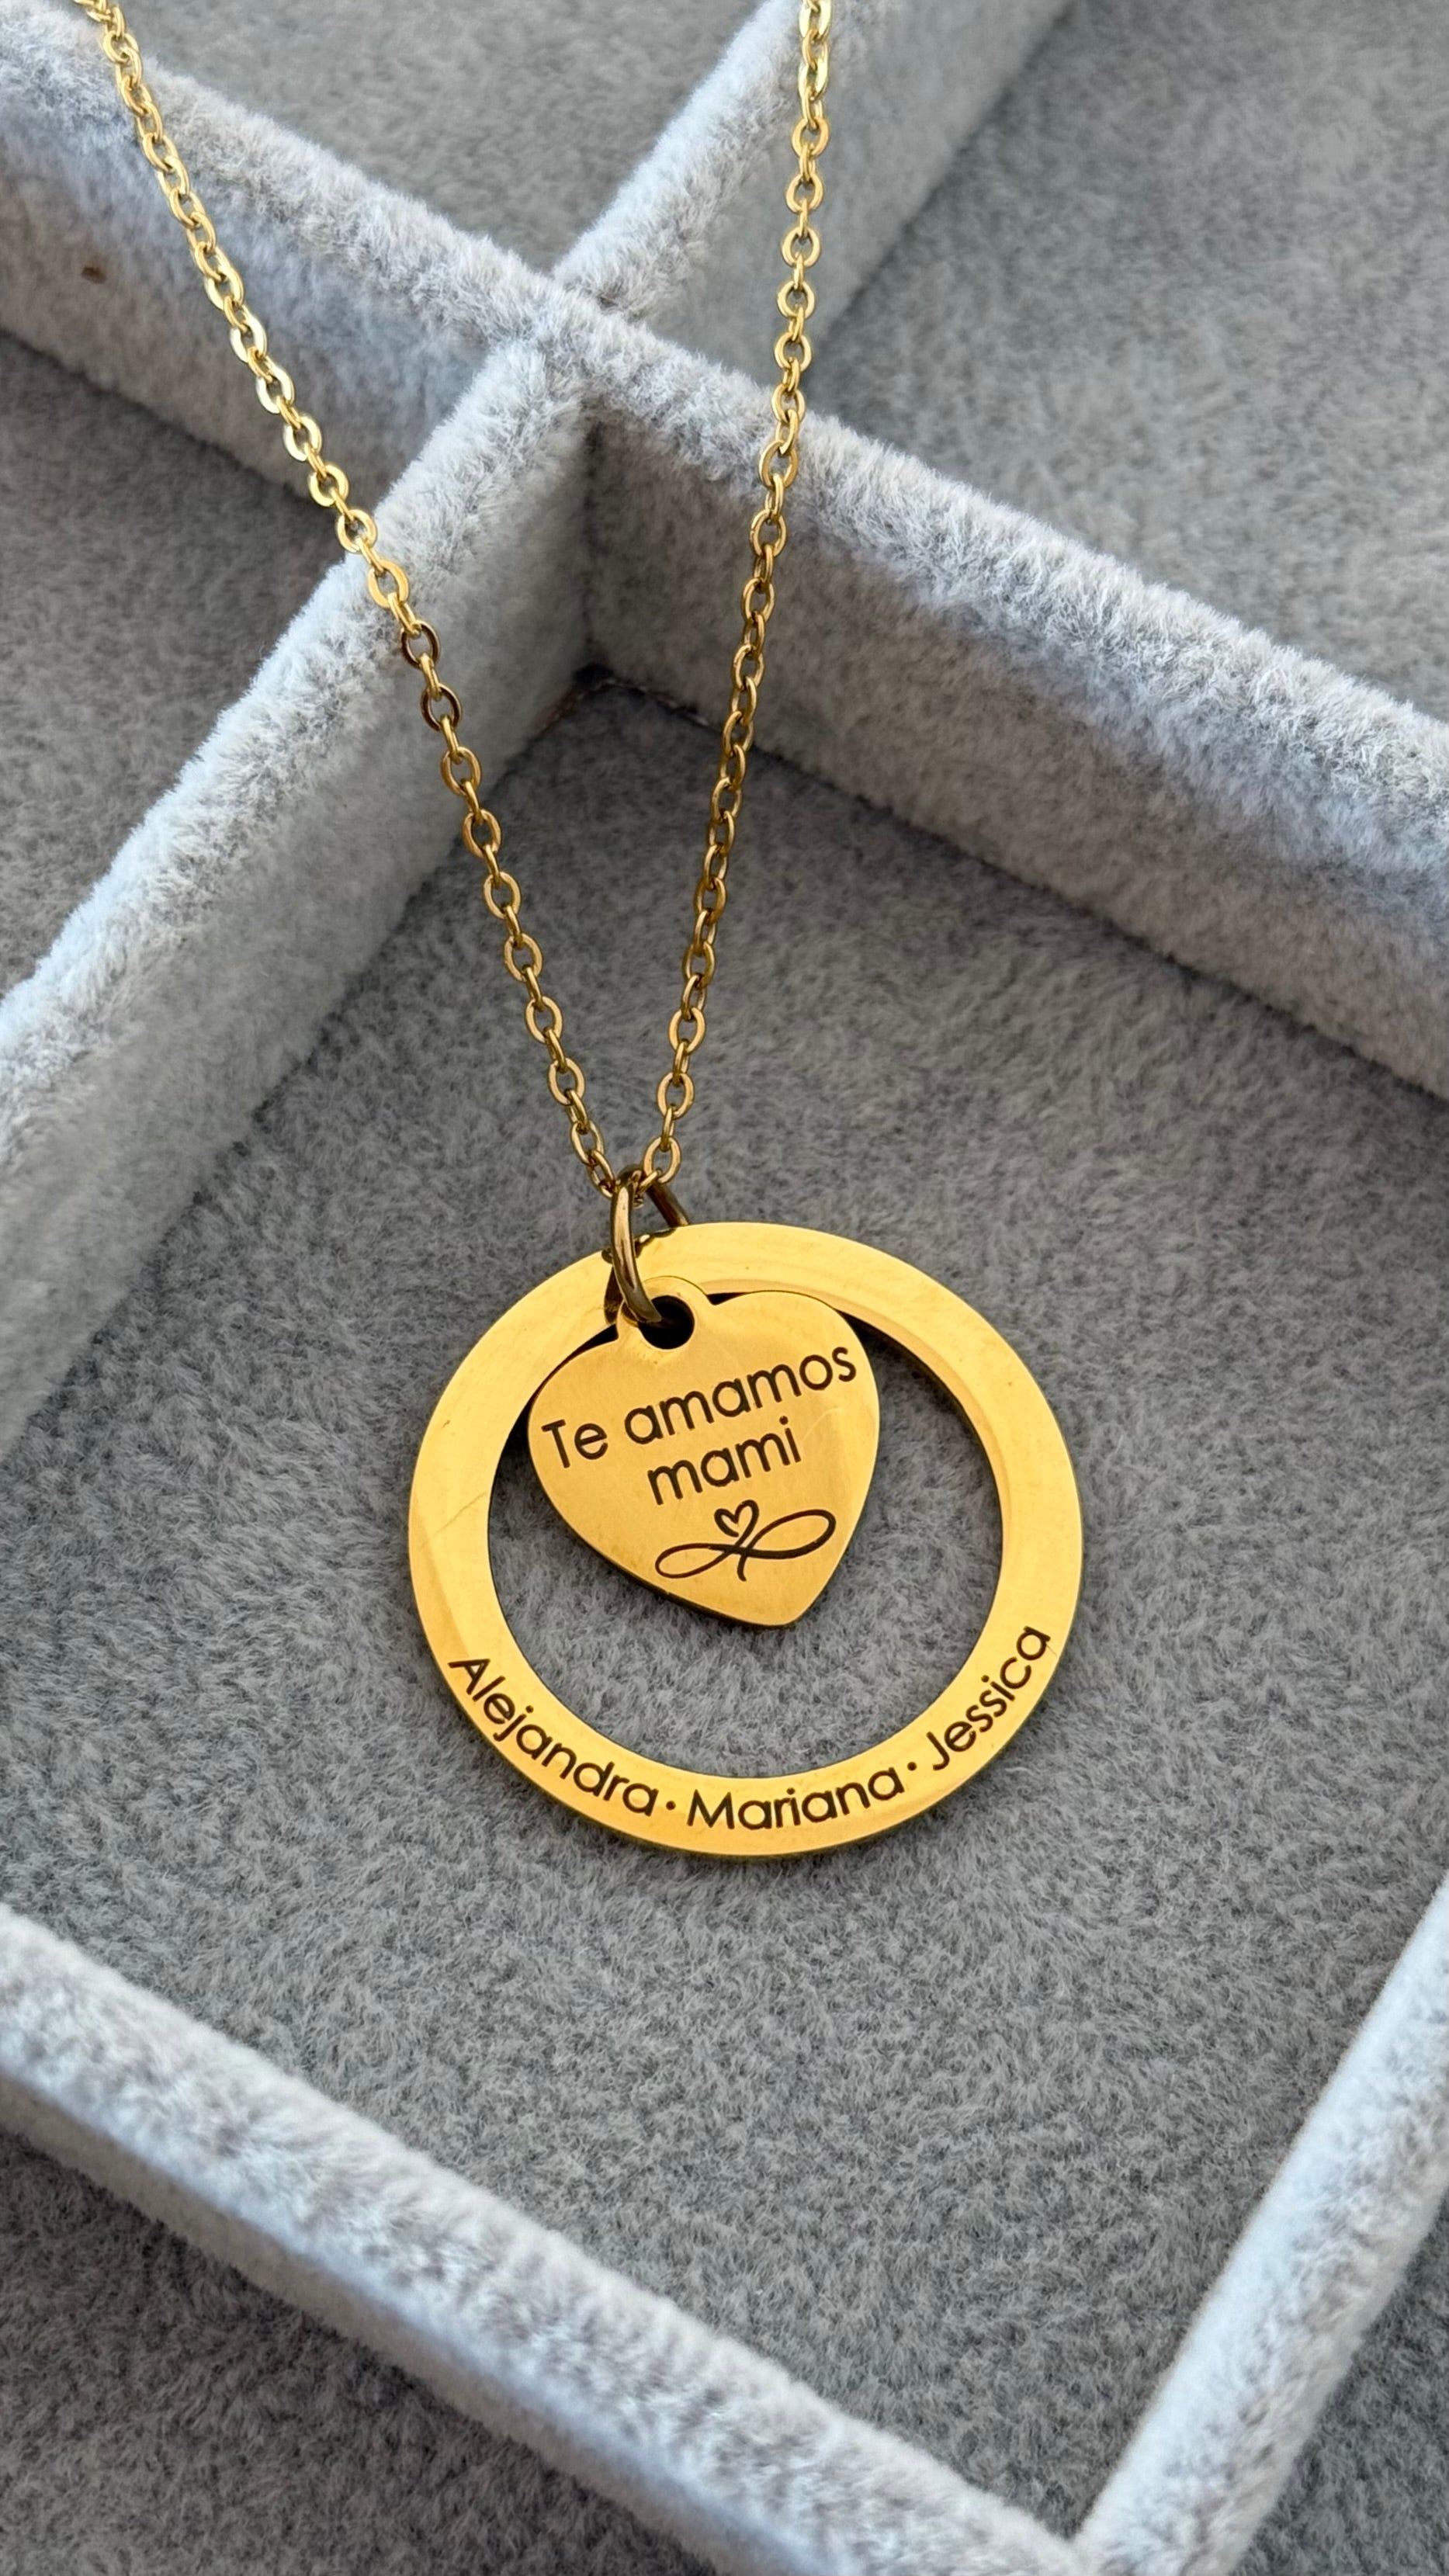 Te amamos
mami
Alejandra · Mariana · Jessica